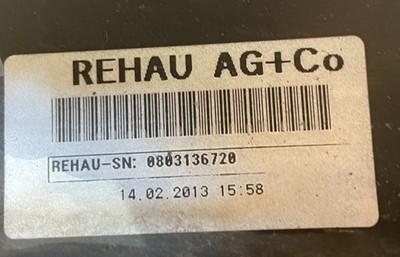 REHAU AG+Co
REHAU-SN: 0803136720
14.02.2013 15:58